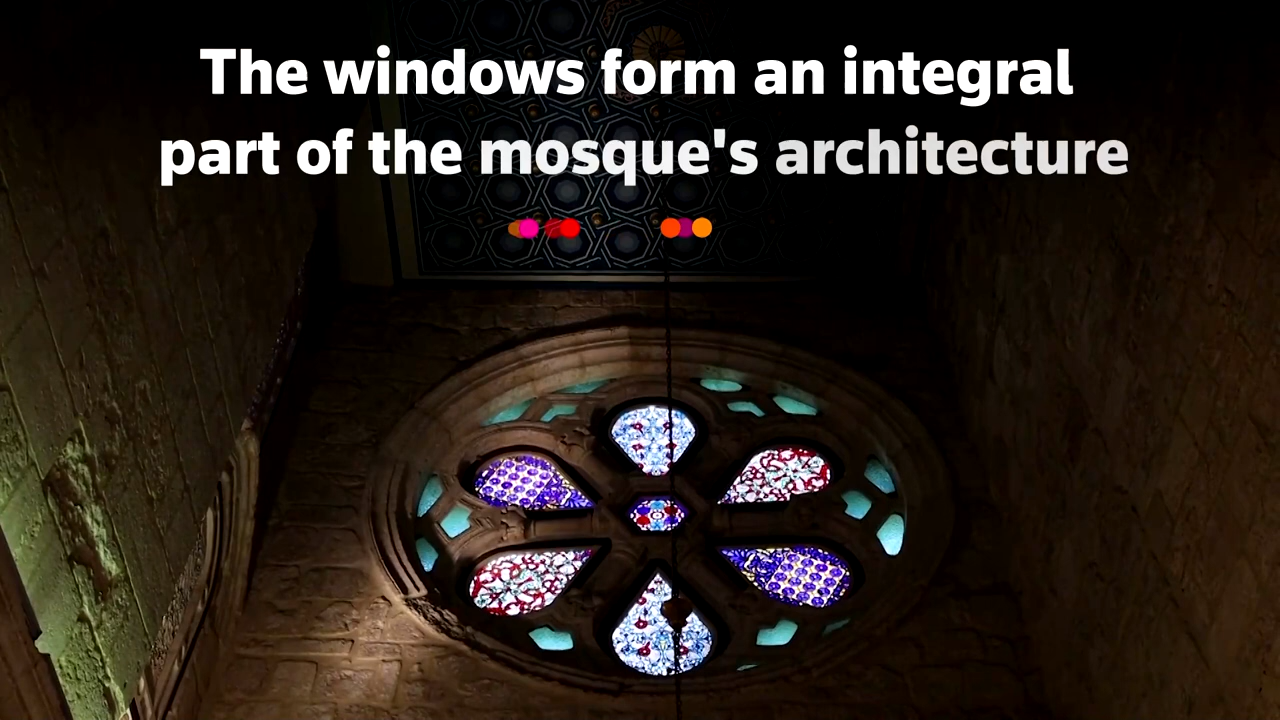 The windows form an integral
part of the mosque's architecture